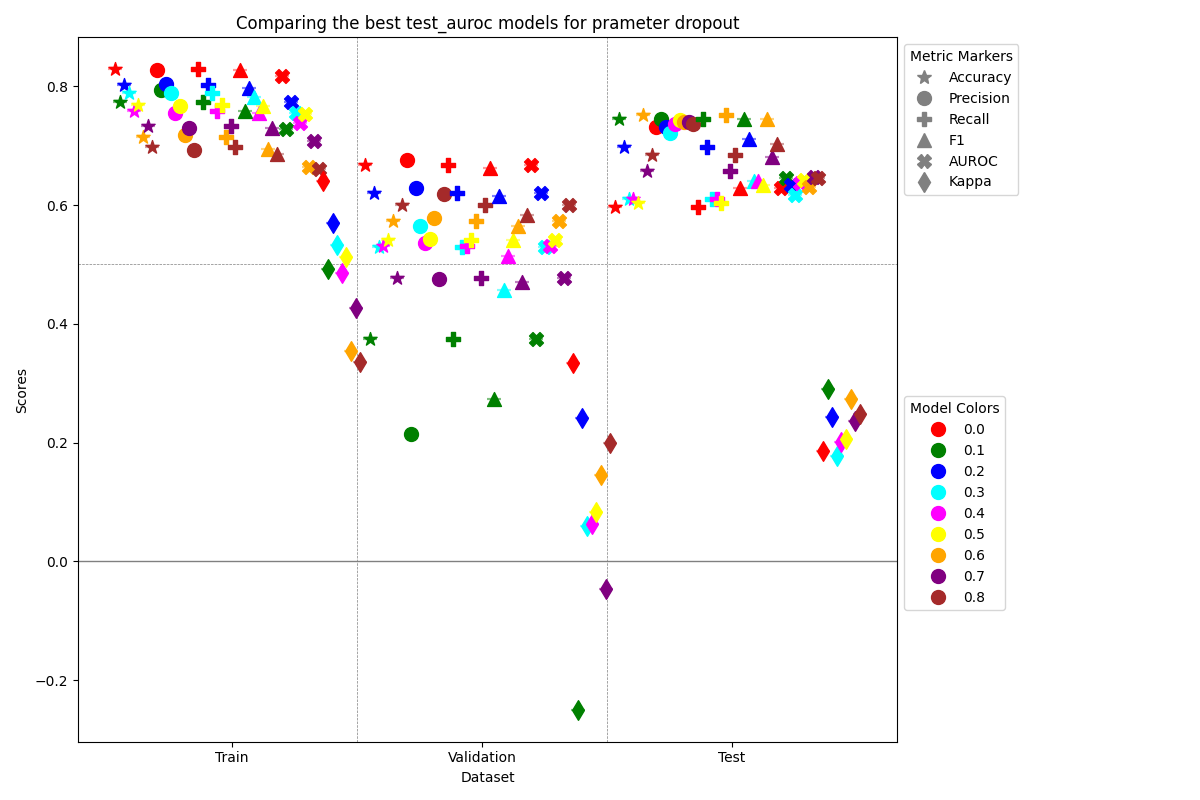 Comparing the best test_auroc models for prameter dropout
Metric Markers
Accuracy
Precision
Recall
F1
AUROC
Kappa
Model Colors
0.0
0.1
0.2
0.3
0.4
0.5
0.6
0.7
0.8
Scores
0.8
0.6
0.4
0.2
0.0
−0.2
Train
Validation
Test
Dataset